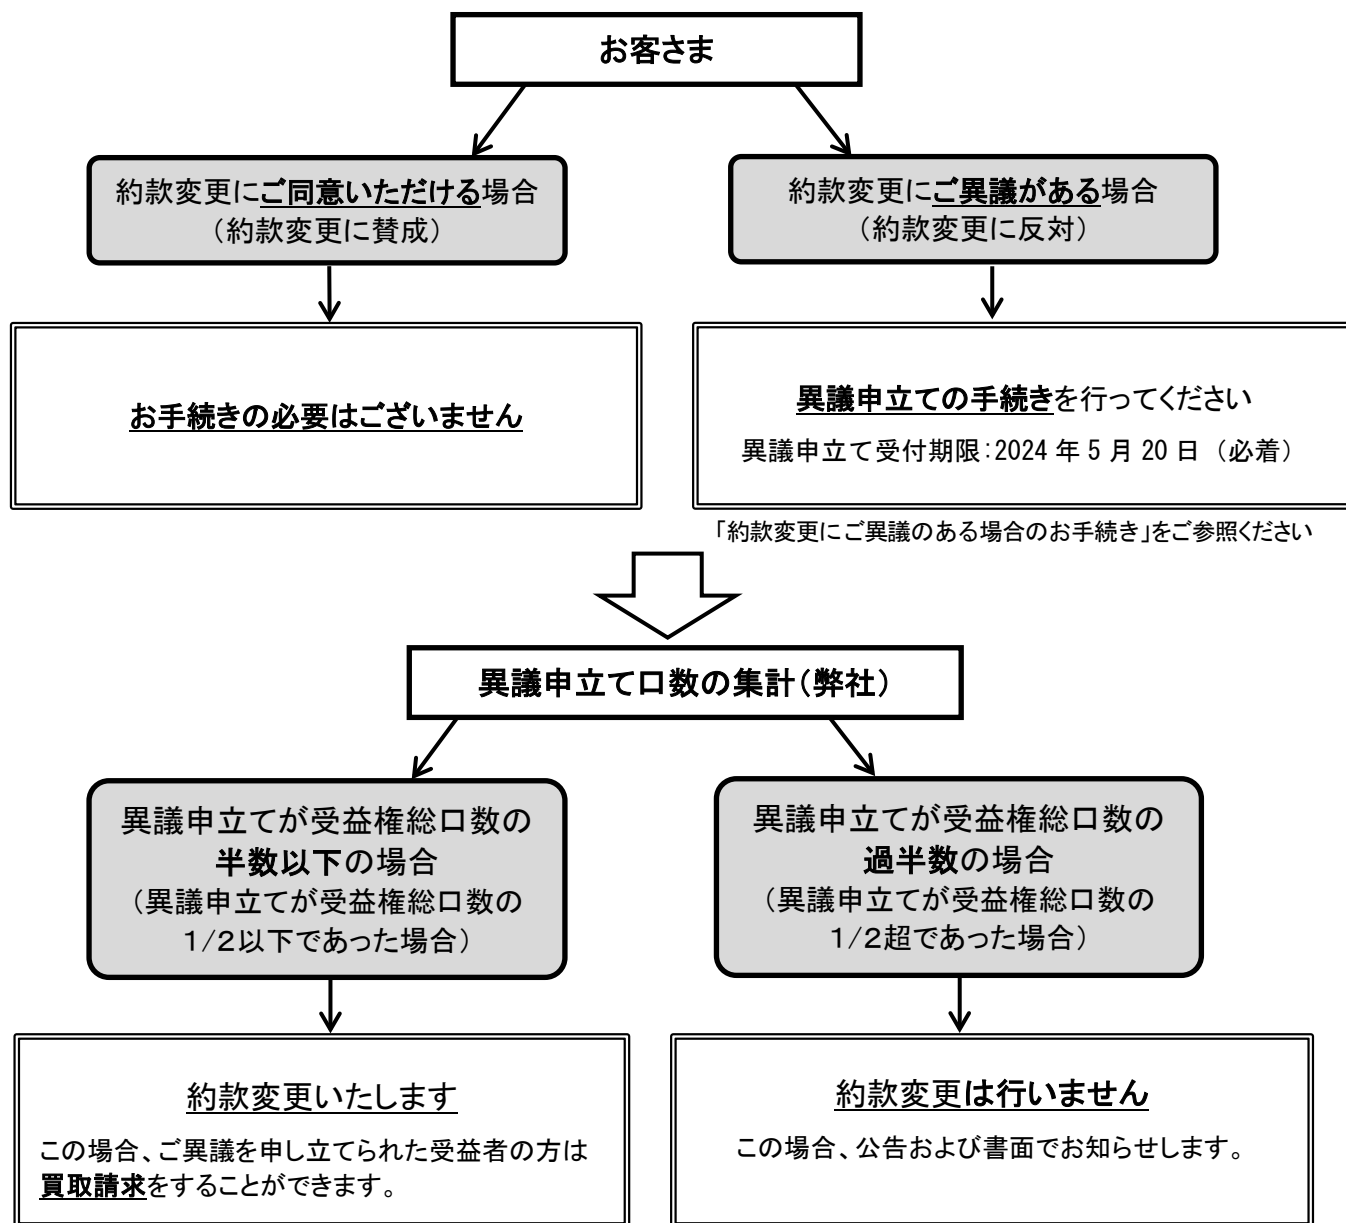 お客さま
約款変更にご同意いただける場合
（約款変更に賛成）
約款変更にご異議がある場合
（約款変更に反対）
お手続きの必要はございません
異議申立ての手続きを行ってください
異議申立て受付期限：2024年5月20日（必着）
「約款変更にご異議のある場合のお手続き」をご参照ください
異議申立て口数の集計（弊社）
異議申立てが受益権総口数の
半数以下の場合
（異議申立てが受益権総口数の
1/2以下であった場合）
異議申立てが受益権総口数の
過半数の場合
（異議申立てが受益権総口数の
1/2超であった場合）
約款変更いたします
この場合、ご異議を申し立てられた受益者の方は
買取請求をすることができます。
約款変更は行いません
この場合、公告および書面でお知らせします。